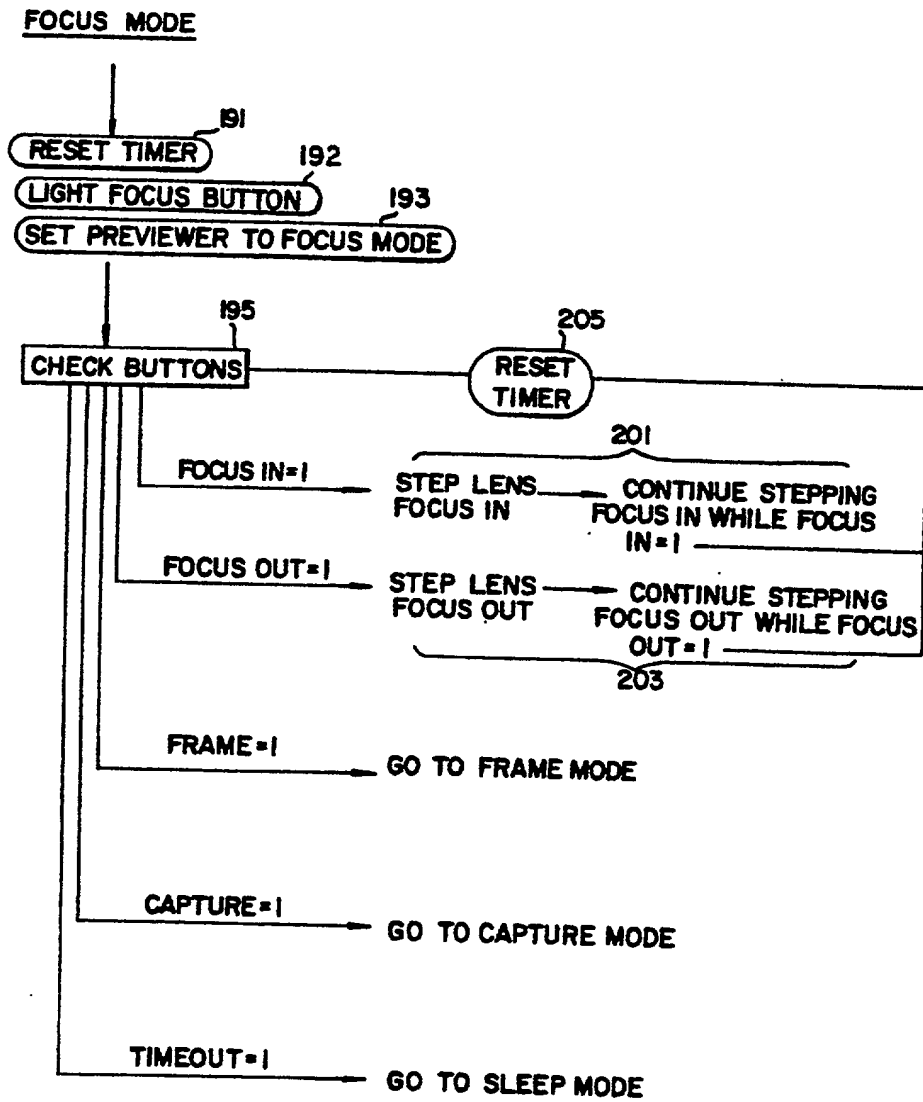 FOCUS MODE
191
RESET TIMER
192
LIGHT FOCUS BUTTON
193
SET PREVIEWER TO FOCUS MODE
195
CHECK BUTTONS
205
RESET
TIMER
201
FOCUS IN=1
STEP LENS
FOCUS IN
CONTINUE STEPPING
FOCUS IN WHILE FOCUS
IN=1
FOCUS OUT=1
STEP LENS
FOCUS OUT
CONTINUE STEPPING
FOCUS OUT WHILE FOCUS
OUT=1
203
FRAME=1
GO TO FRAME MODE
CAPTURE=1
GO TO CAPTURE MODE
TIMEOUT=1
GO TO SLEEP MODE